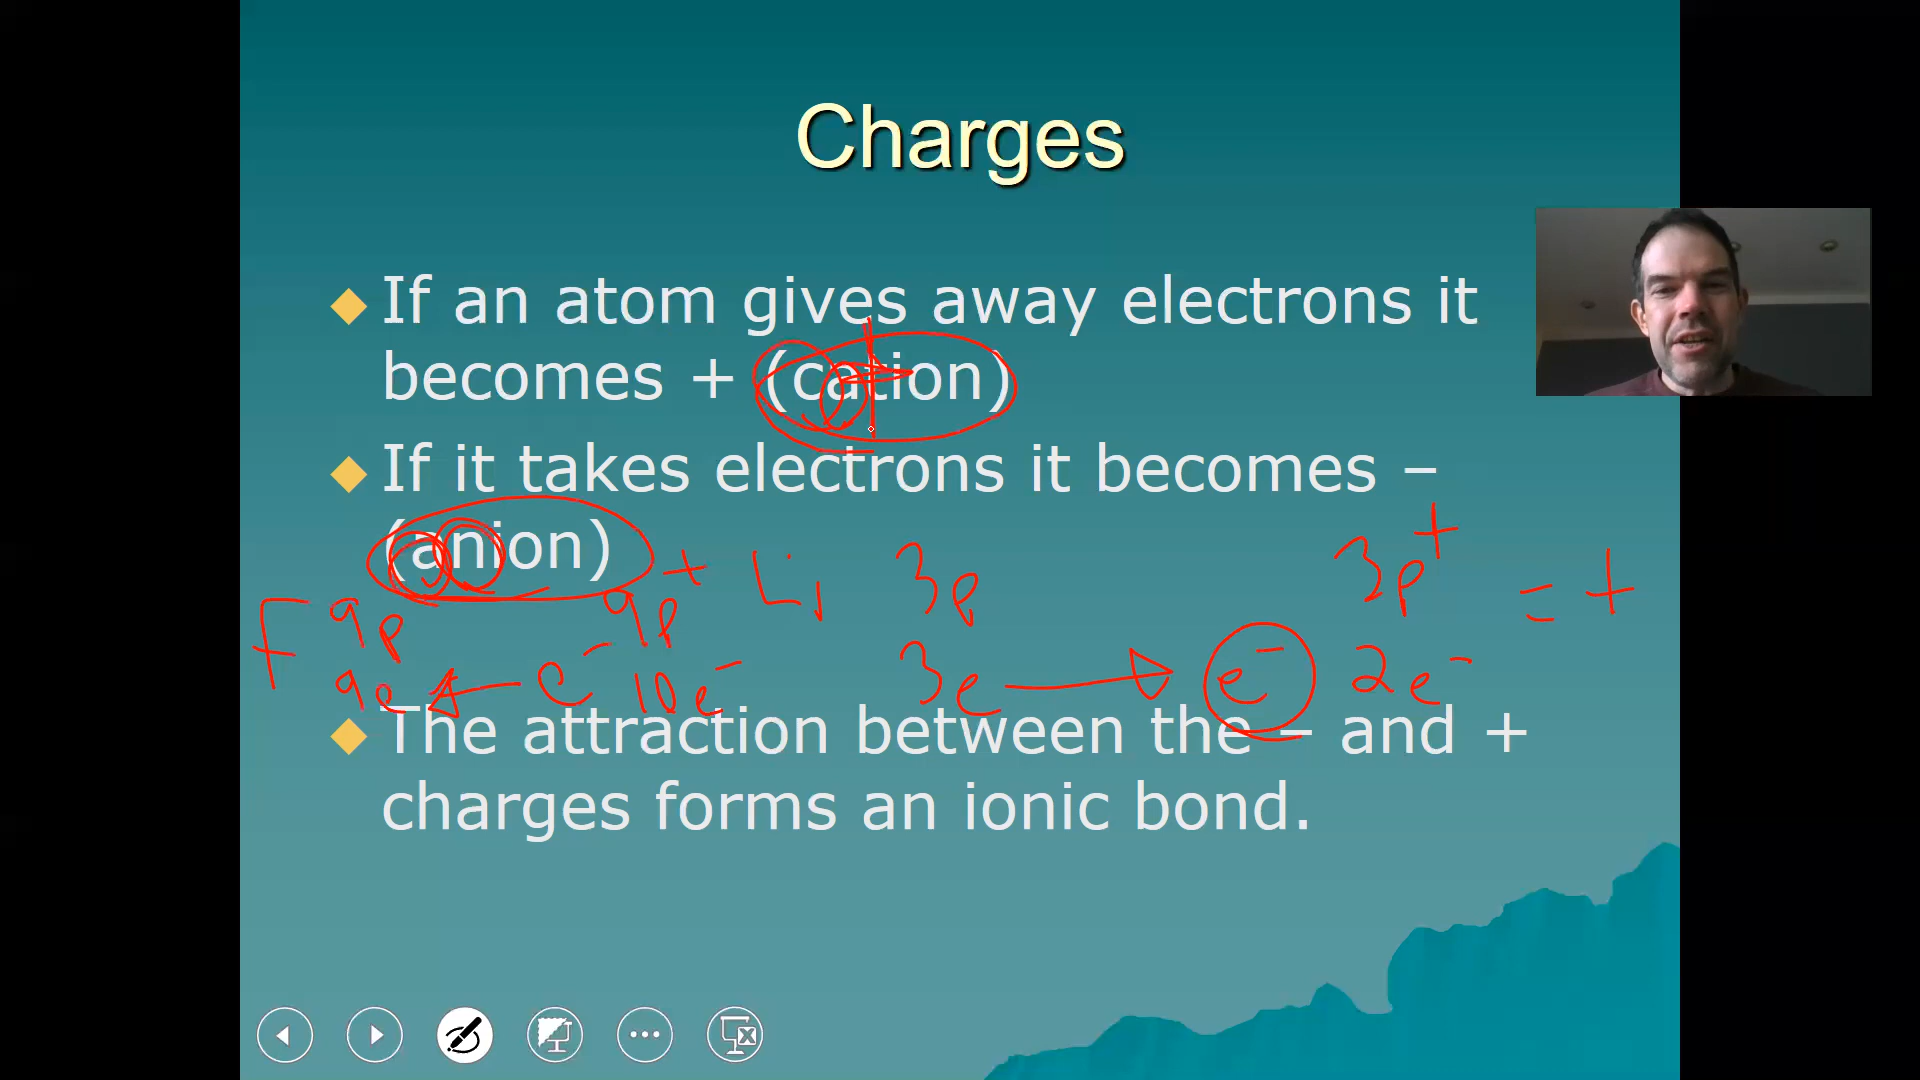 Charges
If an atom gives away electrons it
becomes + (cation)
If it takes electrons it becomes –
(anion)
+ Li 3p 3p+ = +
F 9p 9p
9e e- 10e- 3e e- 2e-
The attraction between the – and +
charges forms an ionic bond.